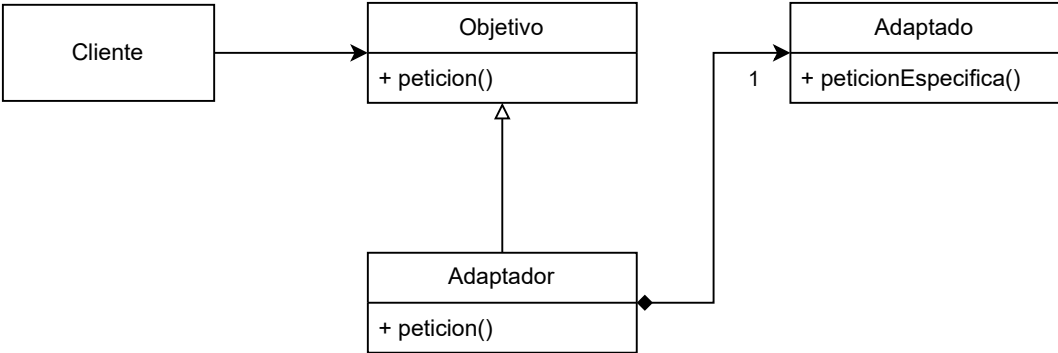 Cliente
Objetivo
+ peticion()
Adaptado
+ peticionEspecifica()
1
Adaptador
+ peticion()